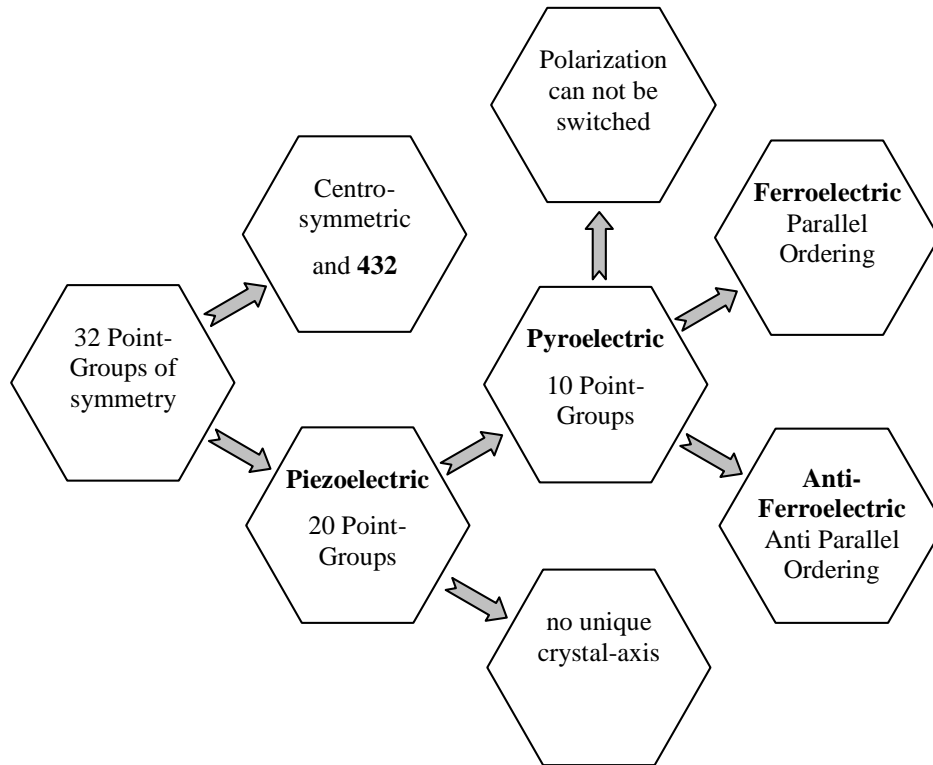 Polarization
can not be
switched
Centro-
symmetric
and 432
Ferroelectric
Parallel
Ordering
32 Point-
Groups of
symmetry
Pyroelectric
10 Point-
Groups
Piezoelectric
20 Point-
Groups
Anti-
Ferroelectric
Anti Parallel
Ordering
no unique
crystal-axis